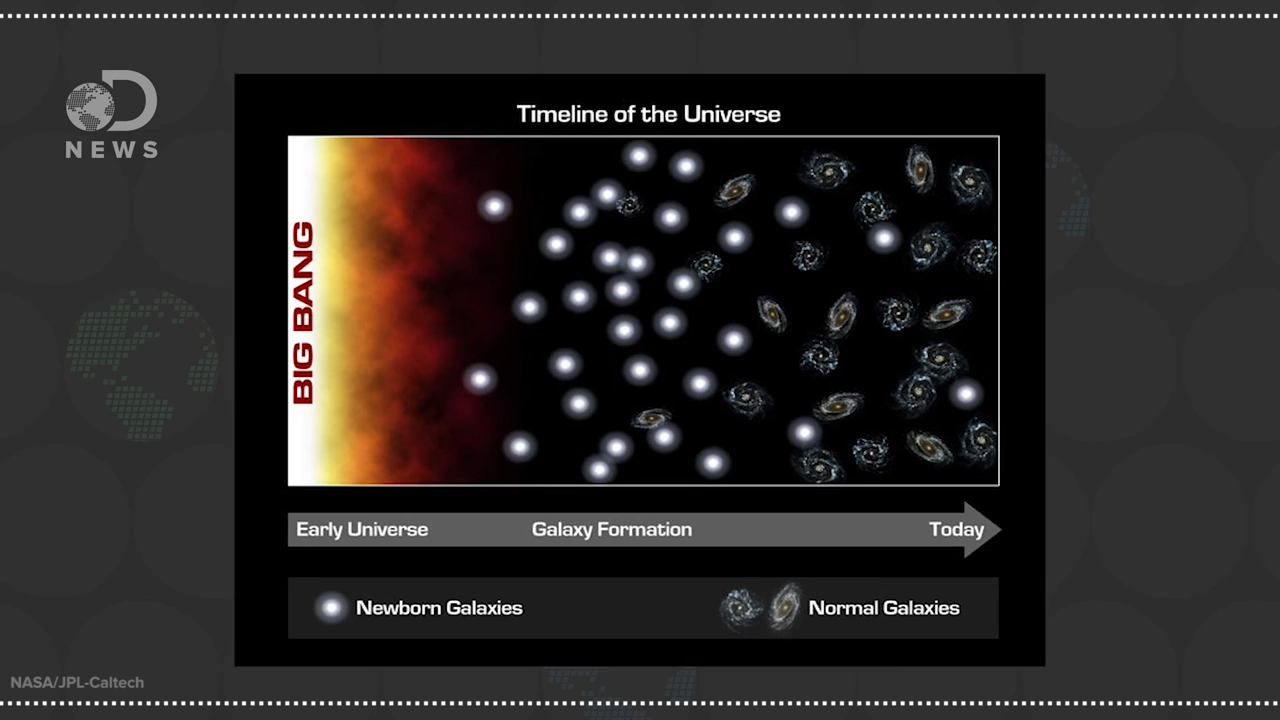 NEWS
Timeline of the Universe
BIG BANG
Early Universe
Galaxy Formation
Today
Newborn Galaxies
Normal Galaxies
NASA/JPL-Caltech